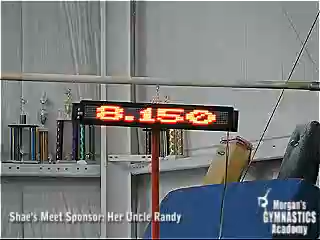 8.150
Shae's Meet Sponsor: Her Uncle Randy
Morgan's
GYMNASTICS
Academy